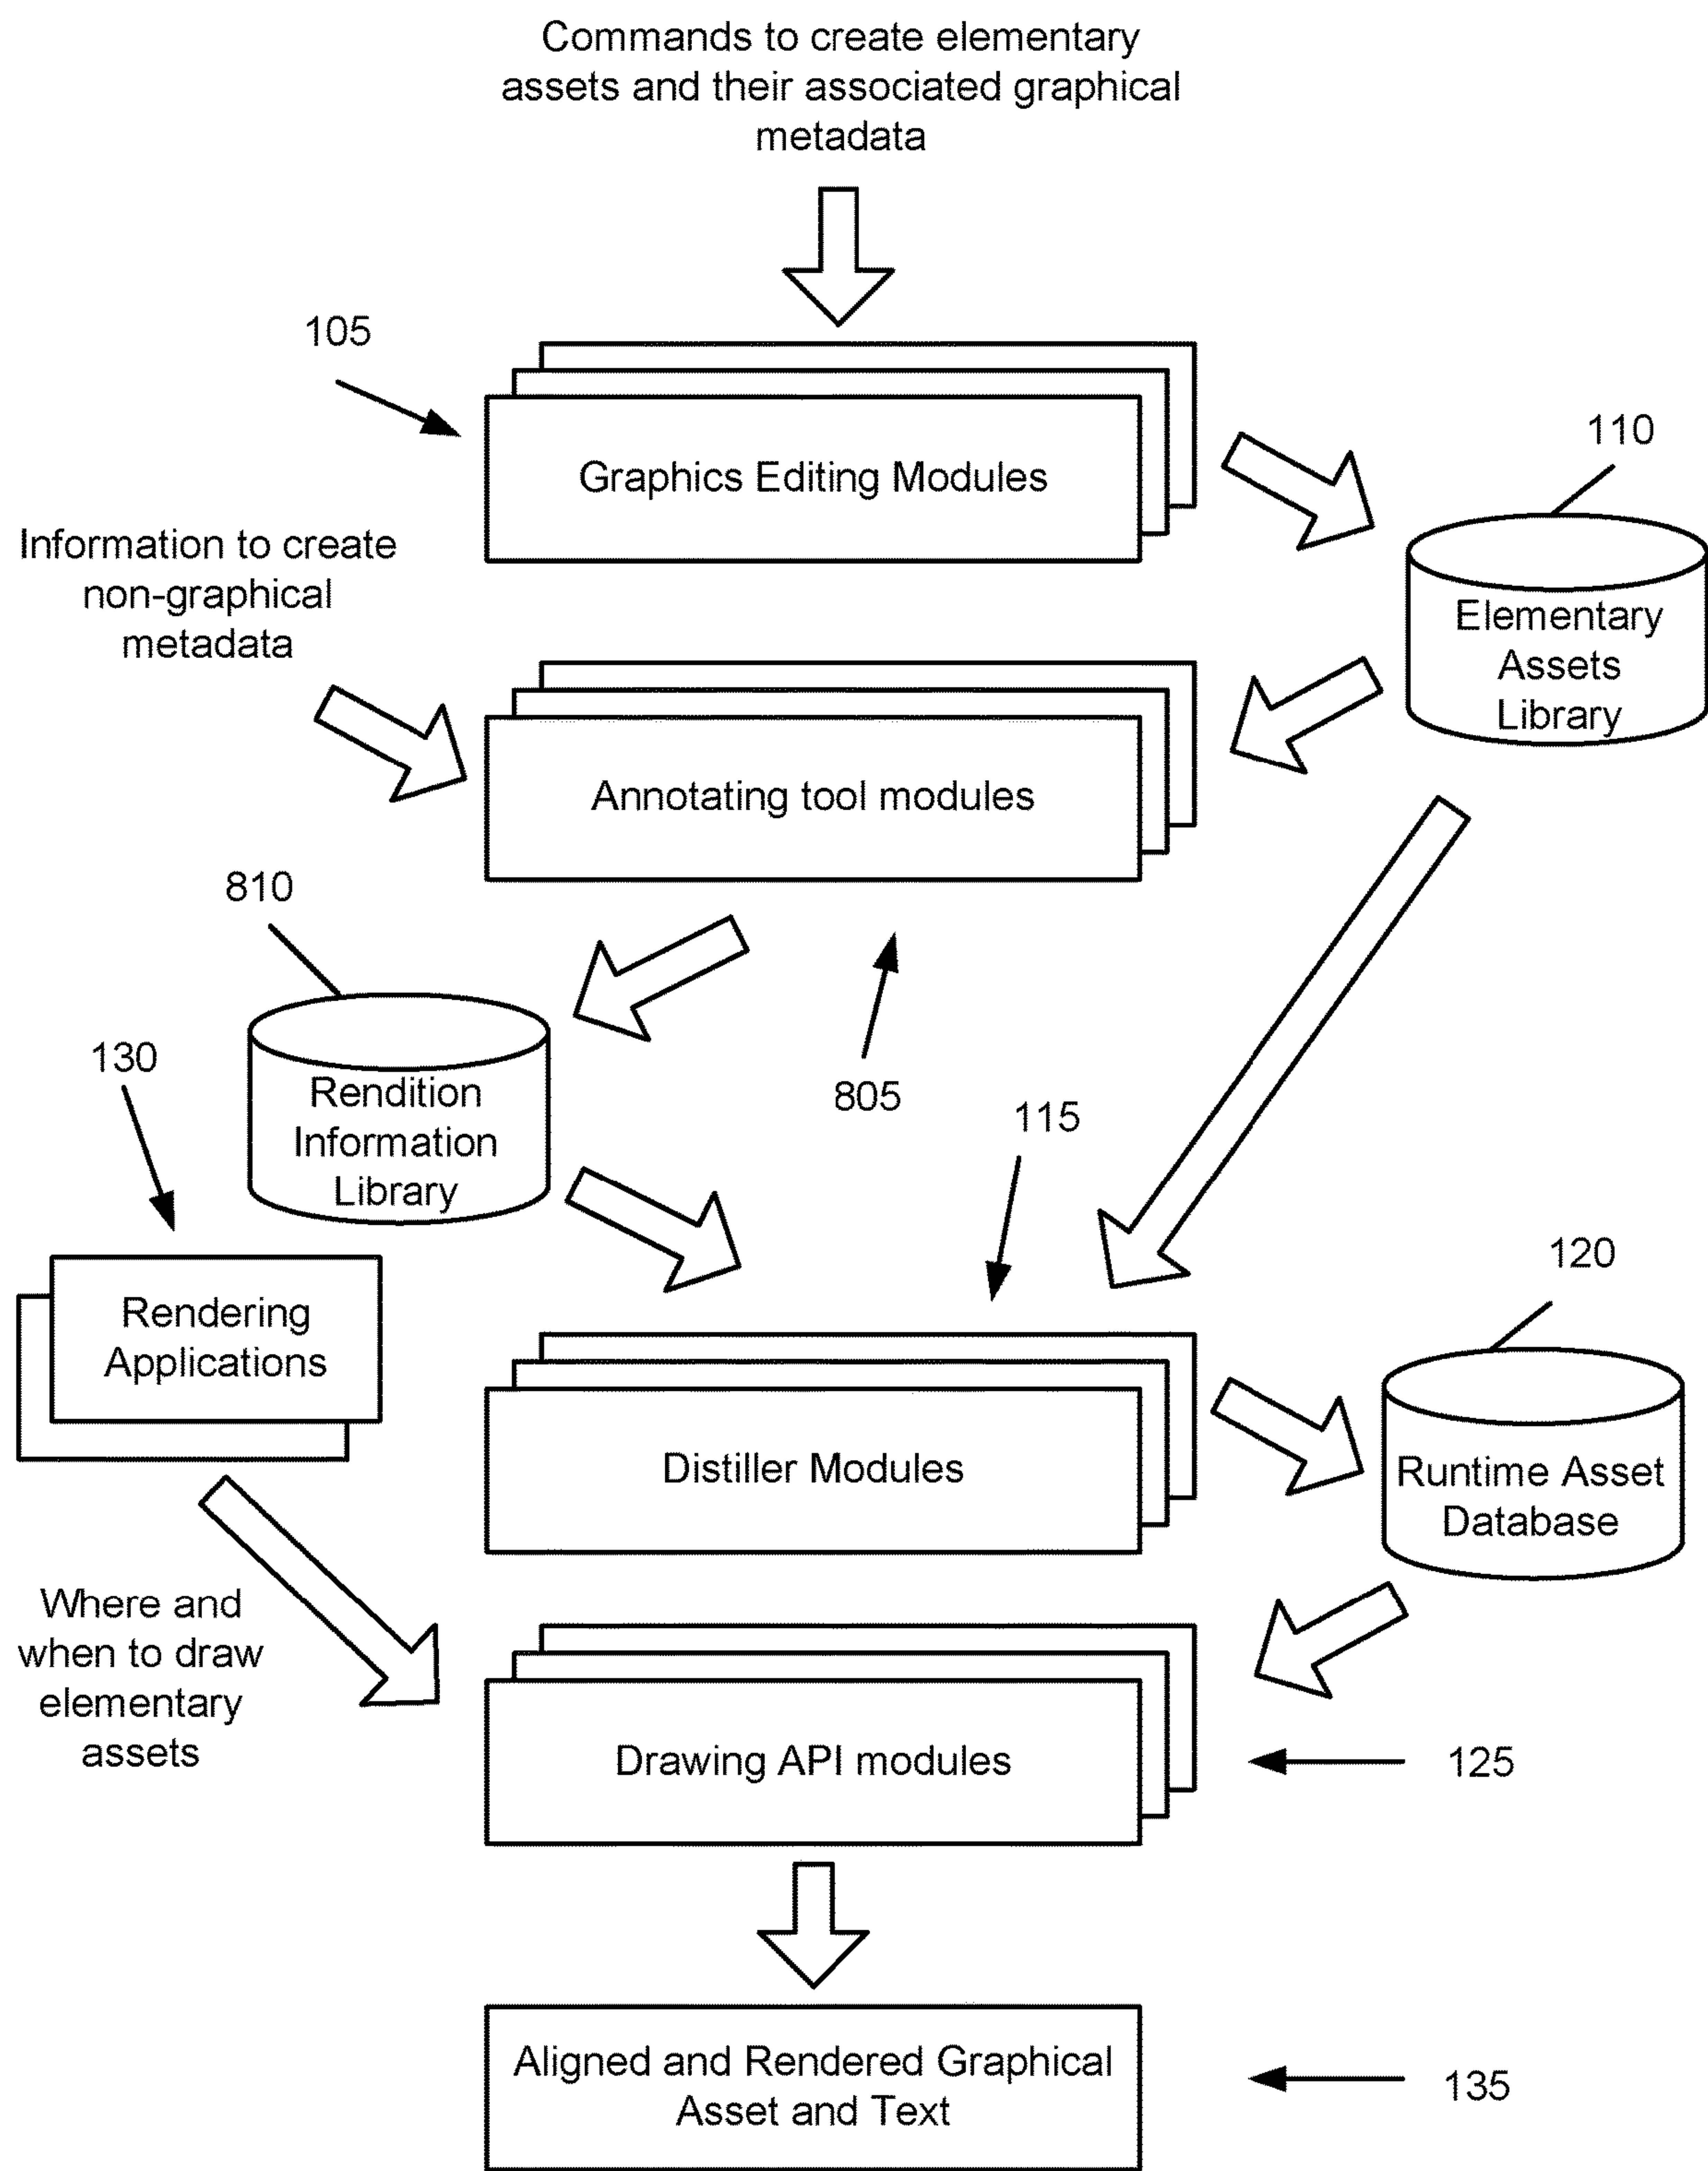 Commands to create elementary
assets and their associated graphical
metadata
105
Graphics Editing Modules
110
Elementary
Assets
Library
Information to create
non-graphical
metadata
Annotating tool modules
810
805
Rendition
Information
Library
130
115
Rendering
Applications
120
Distiller Modules
Runtime Asset
Database
Where and
when to draw
elementary
assets
Drawing API modules
125
Aligned and Rendered Graphical
Asset and Text
135